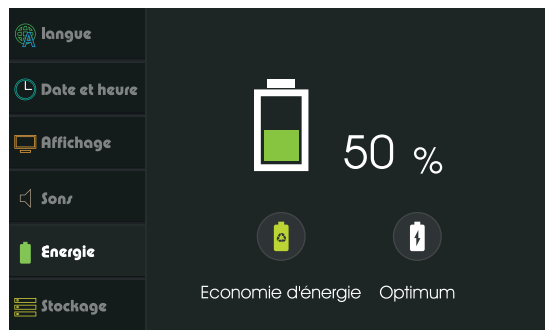 langue
Date et heure
Affichage
Sons
Energie
Stockage
50 %
Economie d'énergie
Optimum